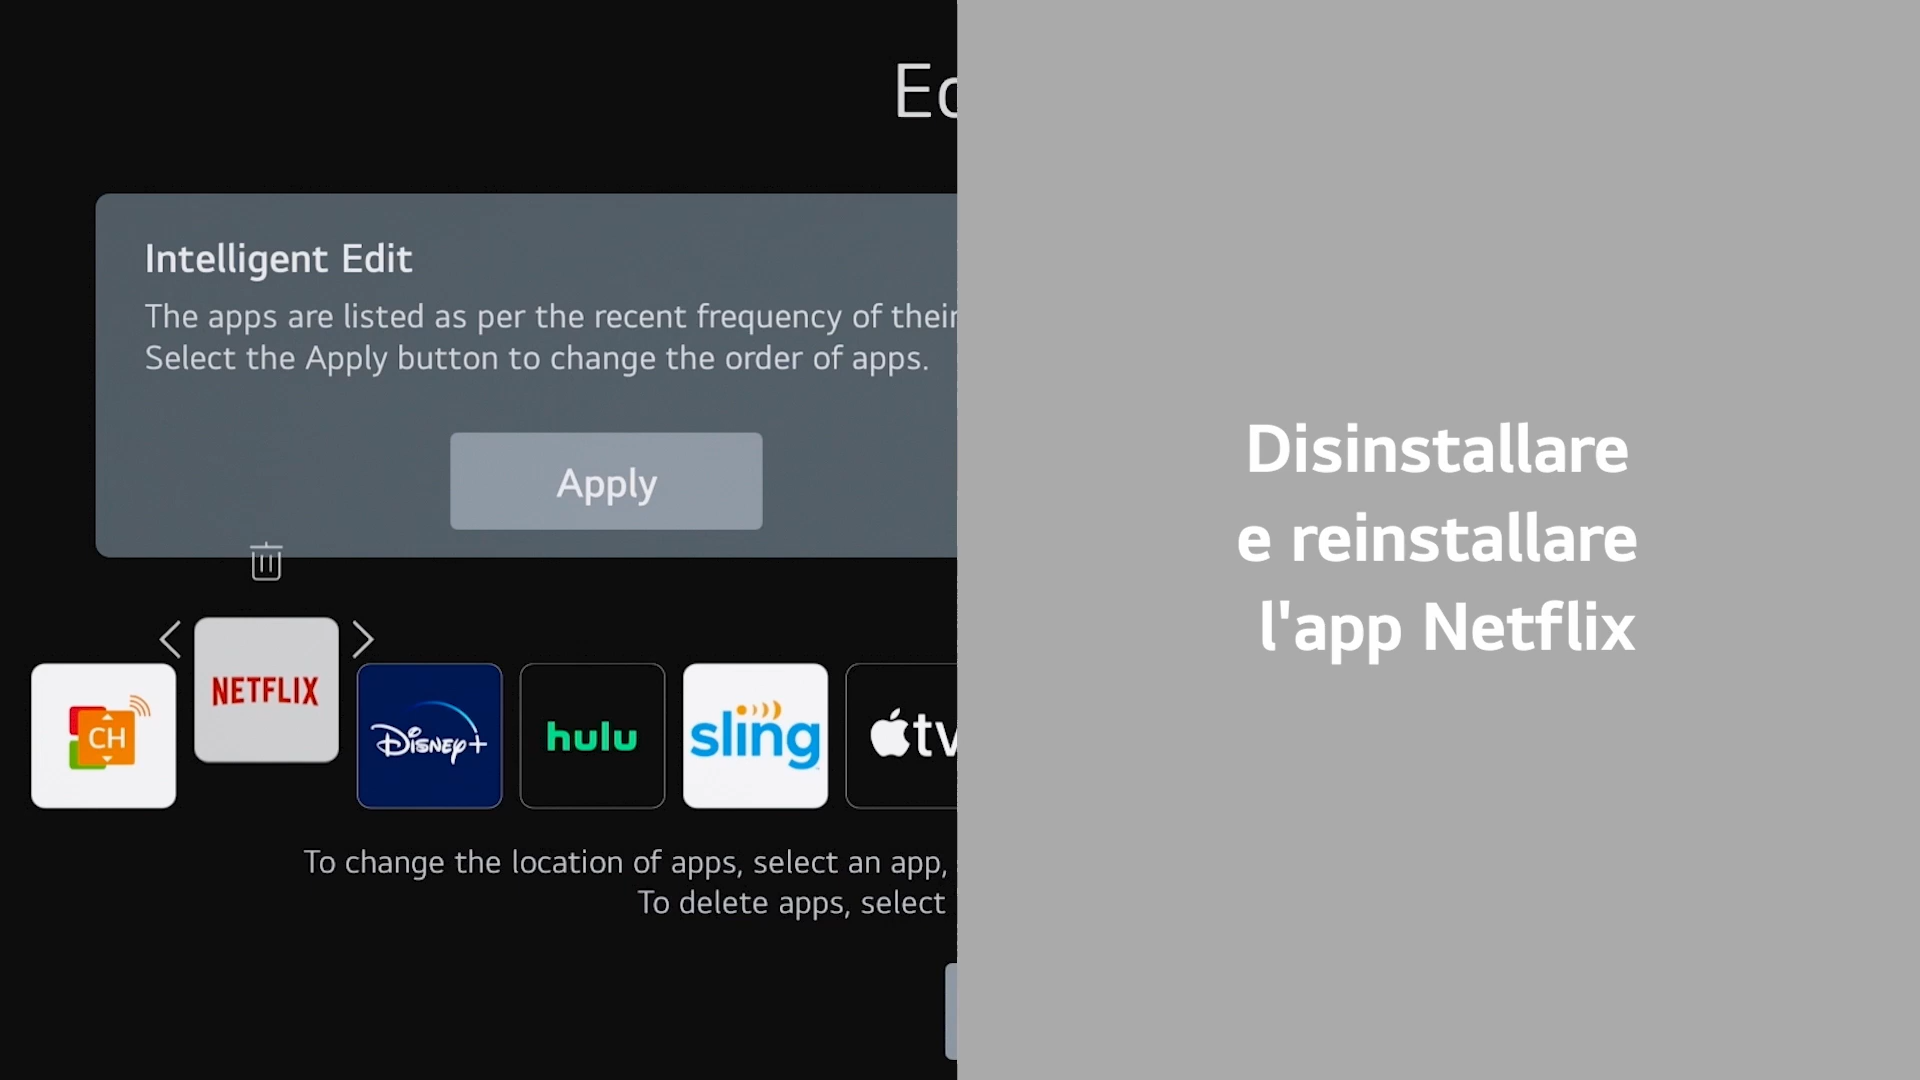 Intelligent Edit
The apps are listed as per the recent frequency of their
Select the Apply button to change the order of apps.
Apply
CH
NETFLIX
Disney+
hulu
sling
tv
To change the location of apps, select an app,
To delete apps, select
Disinstallare
e reinstallare
l'app Netflix